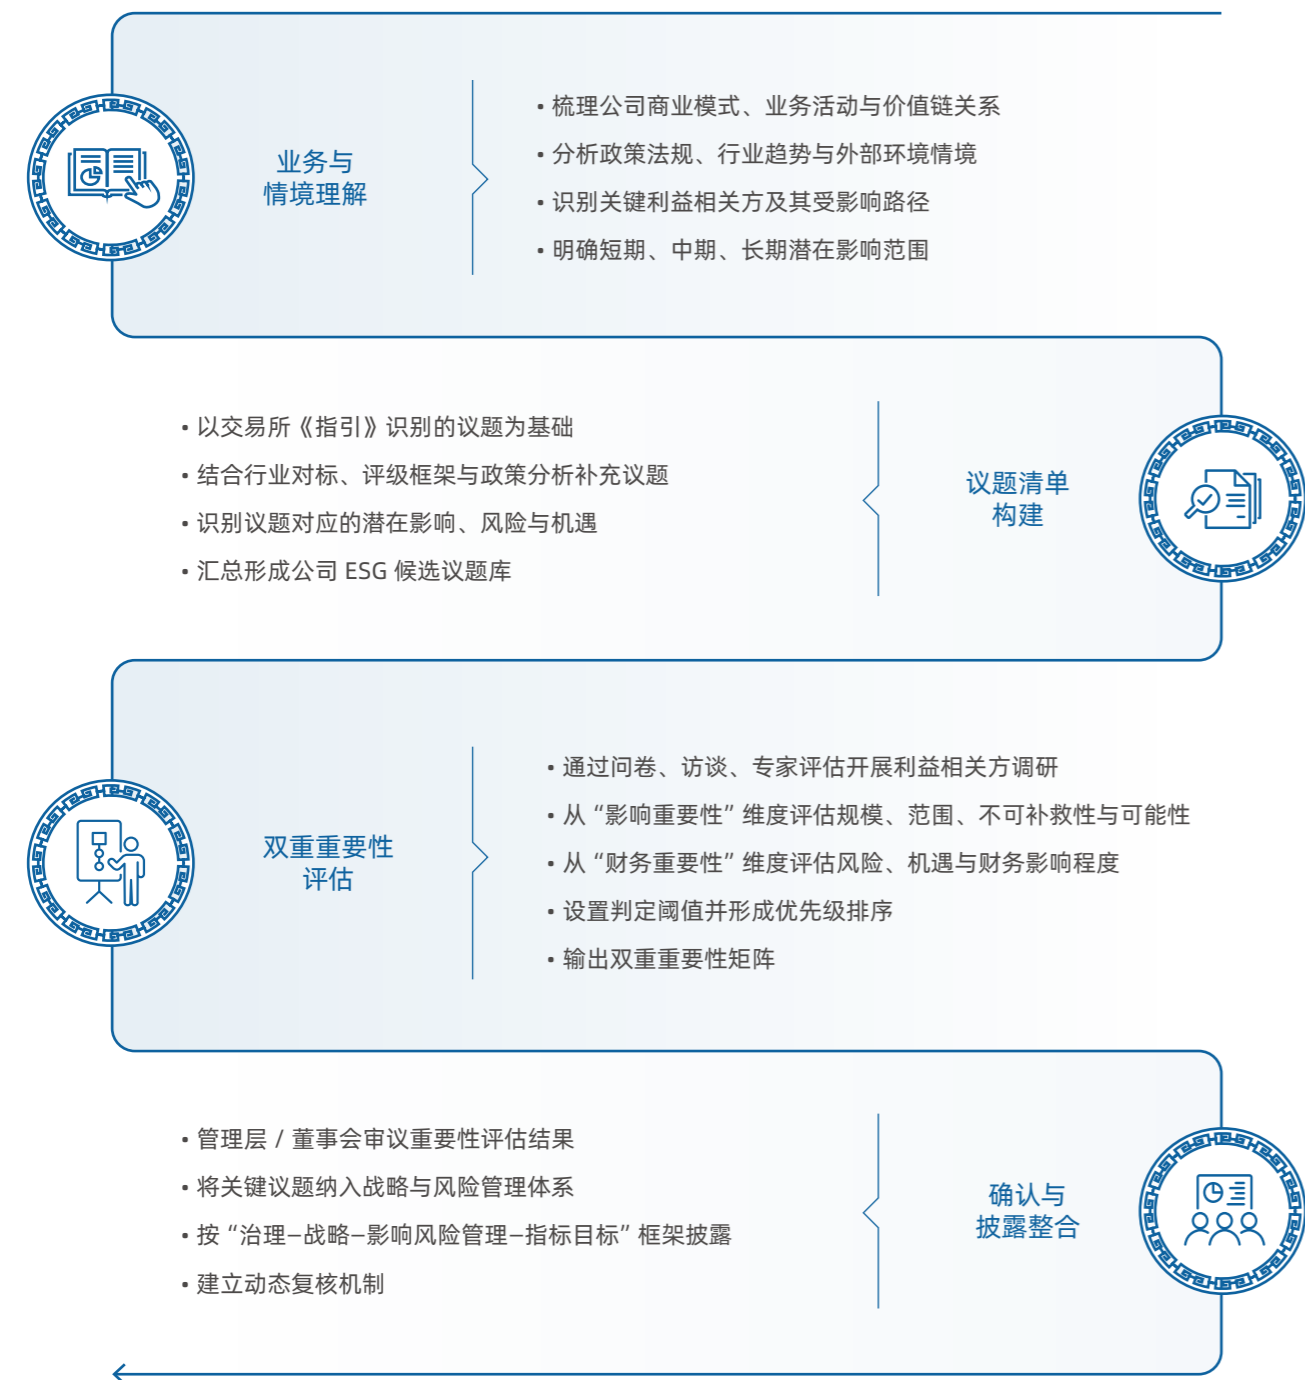 业务与
情境理解
• 梳理公司商业模式、业务活动与价值链关系
• 分析政策法规、行业趋势与外部环境情境
• 识别关键利益相关方及其受影响路径
• 明确短期、中期、长期潜在影响范围
• 以交易所《指引》识别的议题为基础
• 结合行业对标、评级框架与政策分析补充议题
• 识别议题对应的潜在影响、风险与机遇
• 汇总形成公司 ESG 候选议题库
议题清单
构建
双重重要性
评估
• 通过问卷、访谈、专家评估开展利益相关方调研
• 从“影响重要性”维度评估规模、范围、不可补救性与可能性
• 从“财务重要性”维度评估风险、机遇与财务影响程度
• 设置判定阈值并形成优先级排序
• 输出双重重要性矩阵
• 管理层 / 董事会审议重要性评估结果
• 将关键议题纳入战略与风险管理体系
• 按“治理–战略–影响风险管理–指标目标”框架披露
• 建立动态复核机制
确认与
披露整合